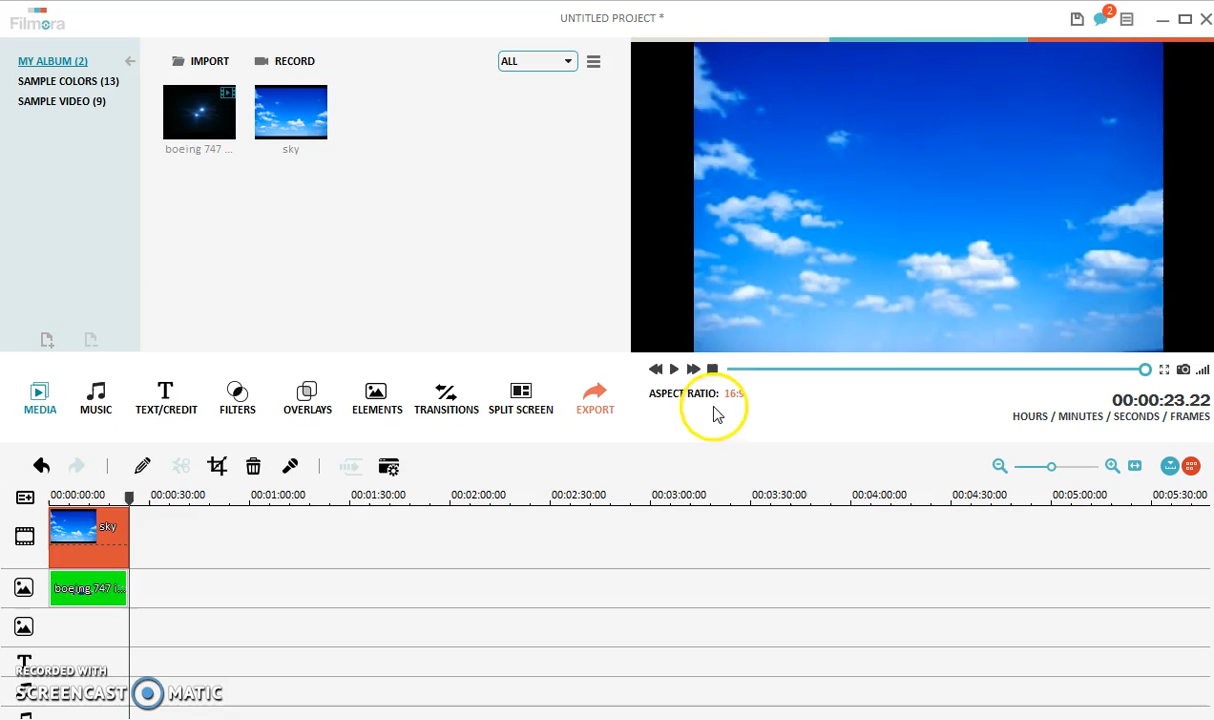 Filmora
UNTITLED PROJECT *
2
MY ALBUM (2)
SAMPLE COLORS (13)
SAMPLE VIDEO (9)
IMPORT
RECORD
ALL
boeing 747 ...
sky
MEDIA
MUSIC
TEXT/CREDIT
FILTERS
OVERLAYS
ELEMENTS
TRANSITIONS
SPLIT SCREEN
EXPORT
ASPECT RATIO: 16:9
00:00:23.22
HOURS / MINUTES / SECONDS / FRAMES
00:00:00:00 00:00:30:00 00:01:00:00 00:01:30:00 00:02:00:00 00:02:30:00 00:03:00:00 00:03:30:00 00:04:00:00 00:04:30:00 00:05:00:00 00:05:30:00
sky
boeing 747 i...
T
RECORDED WITH
SCREENCAST MATIC